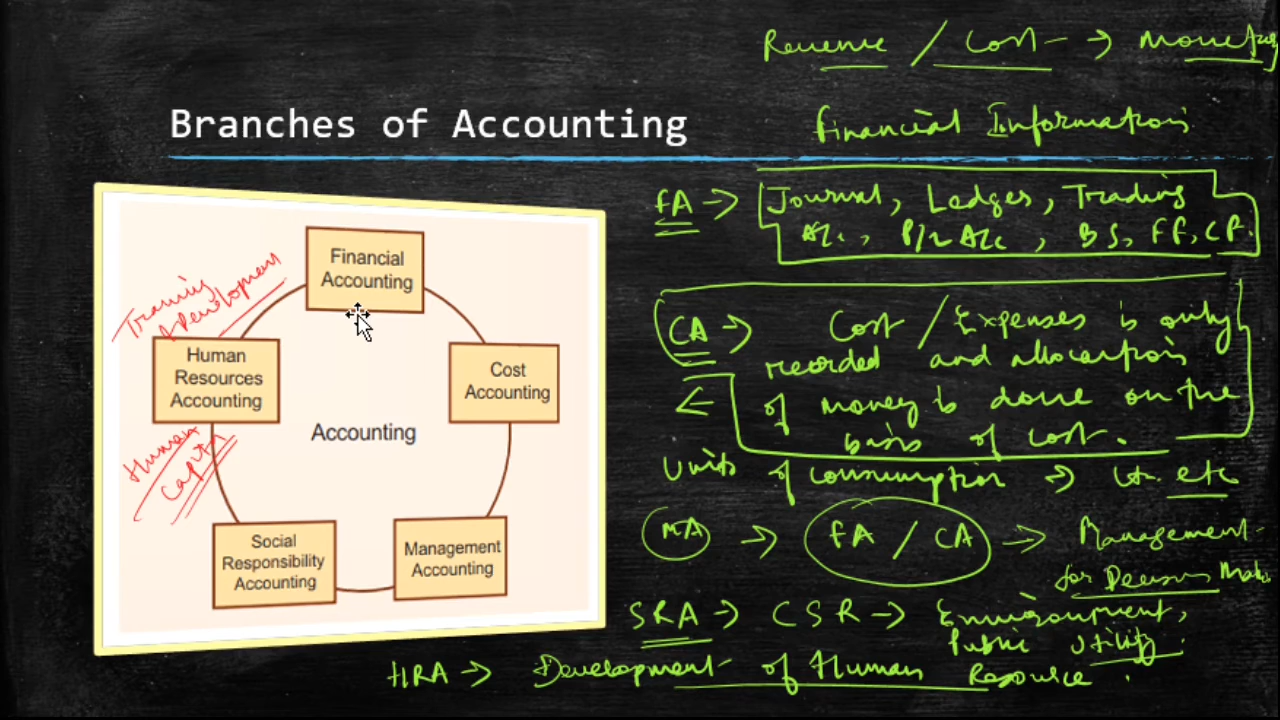 Revenue / Cost → Monetary
Financial Information
Branches of Accounting
FA → Journal, Ledger, Trading
A/c., P/L A/c, BS, FF, CF.
Financial
Accounting
Training
& Development
Human
Resources
Accounting
Cost
Accounting
Accounting
Human
Social
Responsibility
Accounting
Management
Accounting
CA → Cost / Expenses is only
recorded and allocation
of money is done on the
basis of cost.
Units of consumption → etc
MA → FA / CA → Management
for Decision
SRA → CSR → Environment,
Public Utility.
HRA → Development of Human Resource.